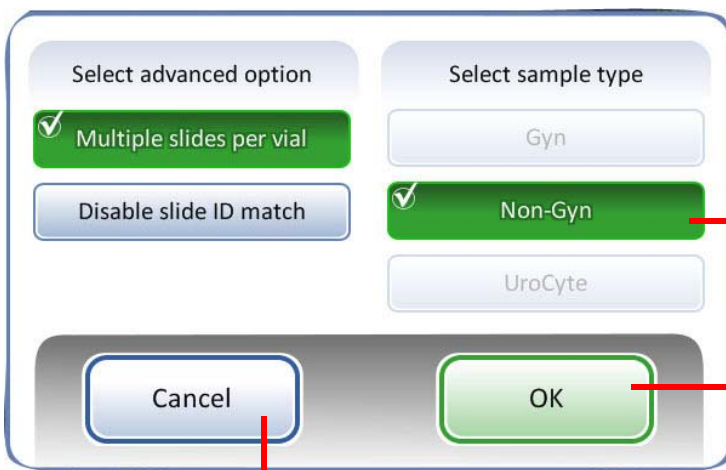 Select advanced option
Multiple slides per vial
Disable slide ID match
Select sample type
Gyn
Non-Gyn
UroCyte
Cancel
OK